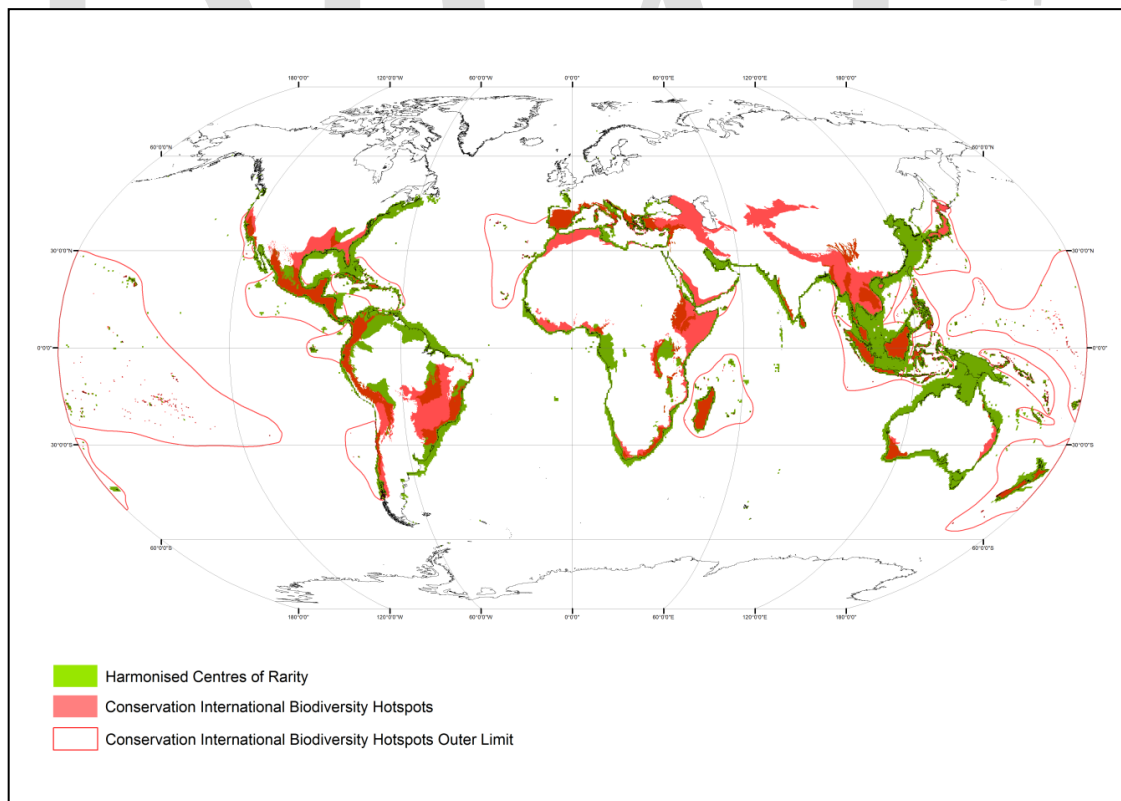 180°0'0" 120°0'0"W 60°0'0"W 0°0'0" 60°0'0"E 120°0'0"E 180°0'0"
60°0'0"N 60°0'0"N
30°0'0"N 30°0'0"N
0°0'0" 0°0'0"
30°0'0"S 30°0'0"S
60°0'0"S 60°0'0"S
180°0'0" 120°0'0"W 60°0'0"W 0°0'0" 60°0'0"E 120°0'0"E 180°0'0"
Harmonised Centres of Rarity
Conservation International Biodiversity Hotspots
Conservation International Biodiversity Hotspots Outer Limit